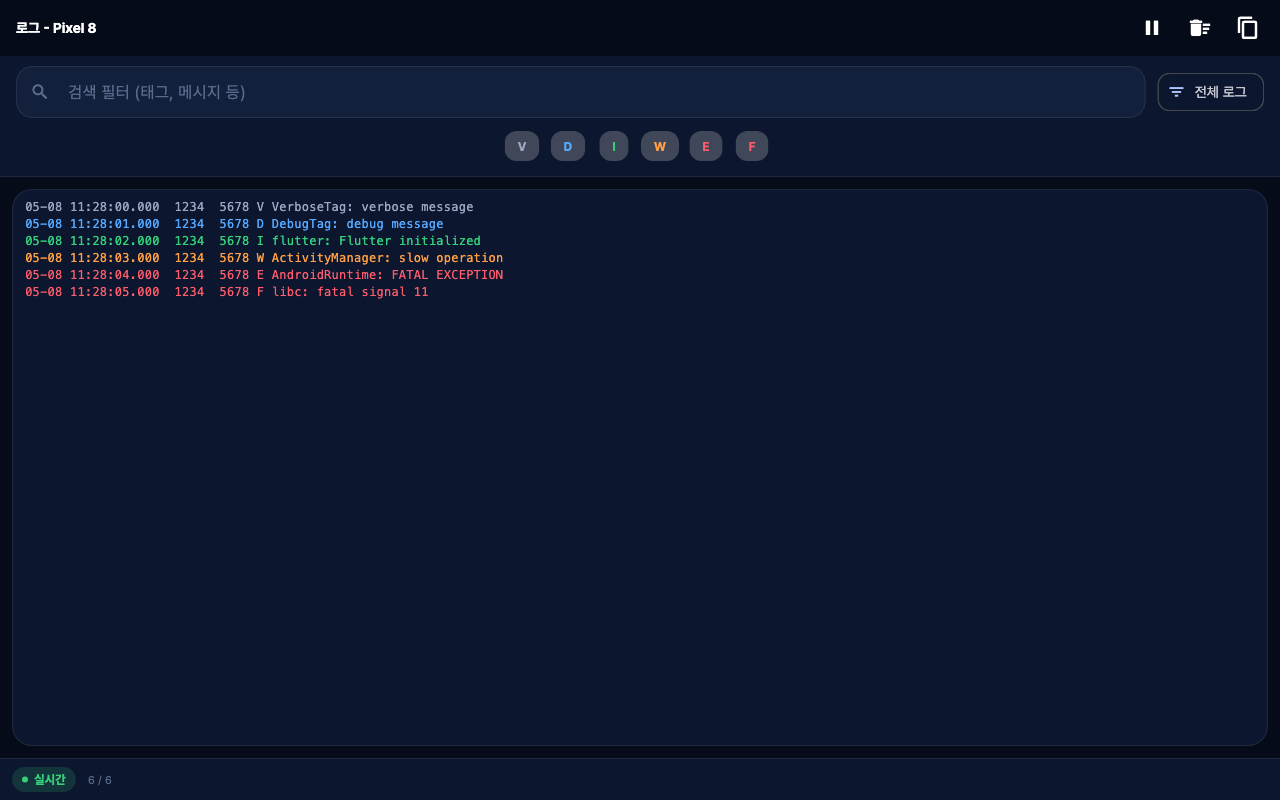 로그 - Pixel 8
검색 필터 (태그, 메시지 등)
전체 로그
V D I W E F
05-08 11:28:00.000  1234  5678 V VerboseTag: verbose message
05-08 11:28:01.000  1234  5678 D DebugTag: debug message
05-08 11:28:02.000  1234  5678 I flutter: Flutter initialized
05-08 11:28:03.000  1234  5678 W ActivityManager: slow operation
05-08 11:28:04.000  1234  5678 E AndroidRuntime: FATAL EXCEPTION
05-08 11:28:05.000  1234  5678 F libc: fatal signal 11
실시간 6 / 6